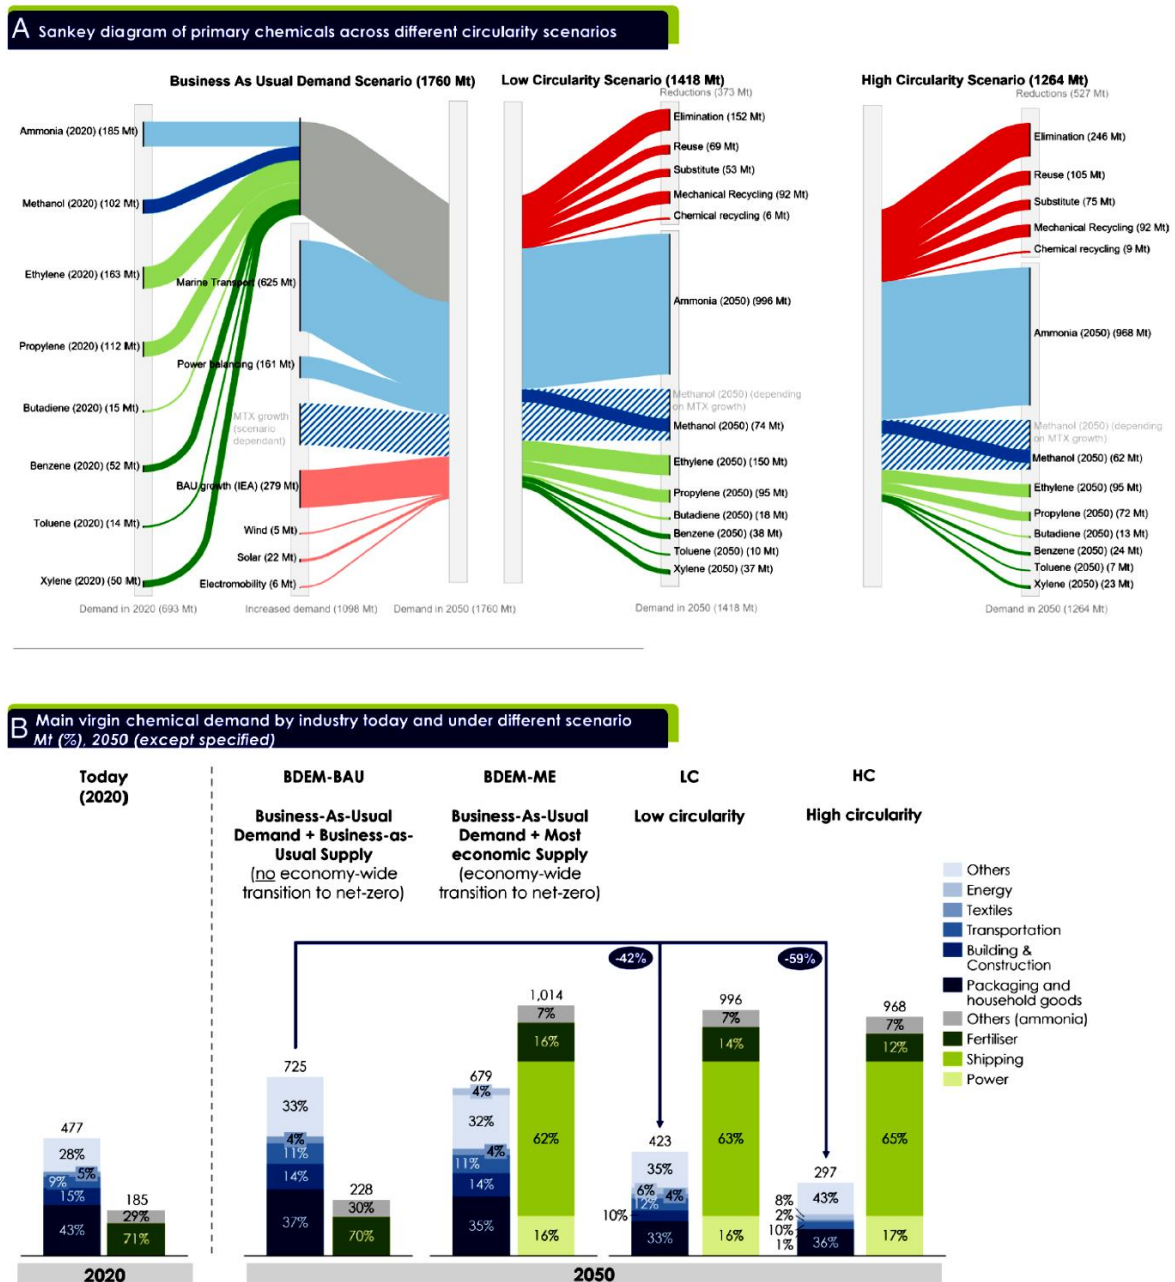 A Sankey diagram of primary chemicals across different circularity scenarios
Business As Usual Demand Scenario (1760 Mt)
Ammonia (2020) (185 Mt)
Methanol (2020) (102 Mt)
Ethylene (2020) (163 Mt)
Propylene (2020) (112 Mt)
Butadiene (2020) (15 Mt)
Benzene (2020) (52 Mt)
Toluene (2020) (14 Mt)
Xylene (2020) (50 Mt)
Demand in 2020 (693 Mt)
Marine Transport (625 Mt)
Power balancing (161 Mt)
MTX growth
(scenario
dependant)
BAU growth (IEA) (279 Mt)
Wind (5 Mt)
Solar (22 Mt)
Electromobility (6 Mt)
Increased demand (1098 Mt)
Demand in 2050 (1760 Mt)
Low Circularity Scenario (1418 Mt)
Reductions (373 Mt)
Elimination (152 Mt)
Reuse (69 Mt)
Substitute (53 Mt)
Mechanical Recycling (92 Mt)
Chemical recycling (6 Mt)
Ammonia (2050) (996 Mt)
Methanol (2050) (depending
on MTX growth)
Methanol (2050) (74 Mt)
Ethylene (2050) (150 Mt)
Propylene (2050) (95 Mt)
Butadiene (2050) (18 Mt)
Benzene (2050) (38 Mt)
Toluene (2050) (10 Mt)
Xylene (2050) (37 Mt)
Demand in 2050 (1418 Mt)
High Circularity Scenario (1264 Mt)
Reductions (527 Mt)
Elimination (246 Mt)
Reuse (105 Mt)
Substitute (75 Mt)
Mechanical Recycling (92 Mt)
Chemical recycling (9 Mt)
Ammonia (2050) (968 Mt)
Methanol (2050) (depending
on MTX growth)
Methanol (2050) (62 Mt)
Ethylene (2050) (95 Mt)
Propylene (2050) (72 Mt)
Butadiene (2050) (13 Mt)
Benzene (2050) (24 Mt)
Toluene (2050) (7 Mt)
Xylene (2050) (23 Mt)
Demand in 2050 (1264 Mt)
B Main virgin chemical demand by industry today and under different scenario
Mt (%), 2050 (except specified)
Today
(2020)
BDEM-BAU
Business-As-Usual
Demand + Business-as-
Usual Supply
(no economy-wide
transition to net-zero)
BDEM-ME
Business-As-Usual
Demand + Most
economic Supply
(economy-wide
transition to net-zero)
LC
Low circularity
HC
High circularity
Others
Energy
Textiles
Transportation
Building &
Construction
Packaging and
household goods
Others (ammonia)
Fertiliser
Shipping
Power
-42%
-59%
477
28%
5%
9%
15%
43%
185
29%
71%
725
33%
4%
11%
14%
37%
228
30%
70%
679
4%
32%
4%
11%
14%
35%
1,014
7%
16%
62%
16%
423
35%
6%
4%
12%
10%
33%
996
7%
14%
63%
16%
297
43%
8%
2%
10%
1%
36%
968
7%
12%
65%
17%
2020
2050